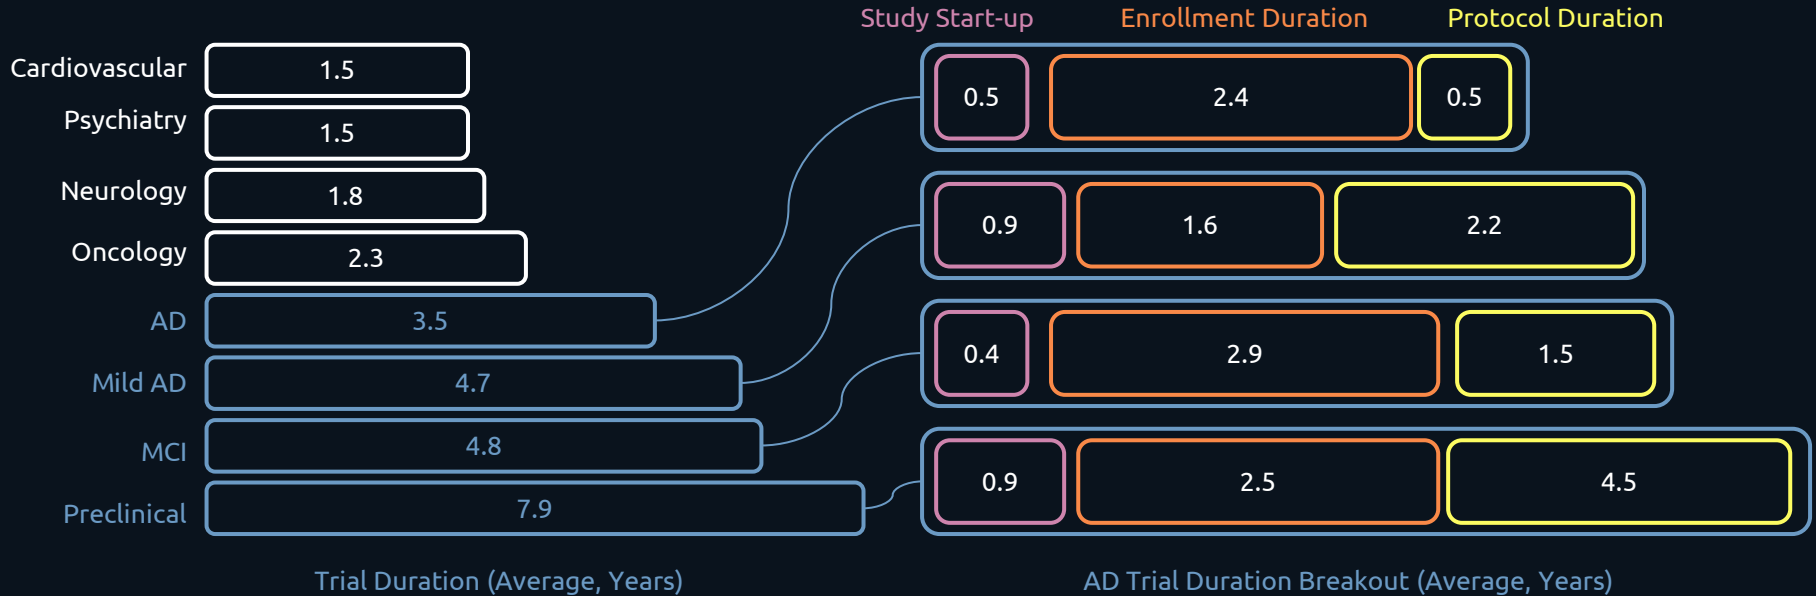 Study Start-up
Enrollment Duration
Protocol Duration
Cardiovascular
1.5
Psychiatry
1.5
Neurology
1.8
Oncology
2.3
AD
3.5
Mild AD
4.7
MCI
4.8
Preclinical
7.9
0.5
2.4
0.5
0.9
1.6
2.2
0.4
2.9
1.5
0.9
2.5
4.5
Trial Duration (Average, Years)
AD Trial Duration Breakout (Average, Years)